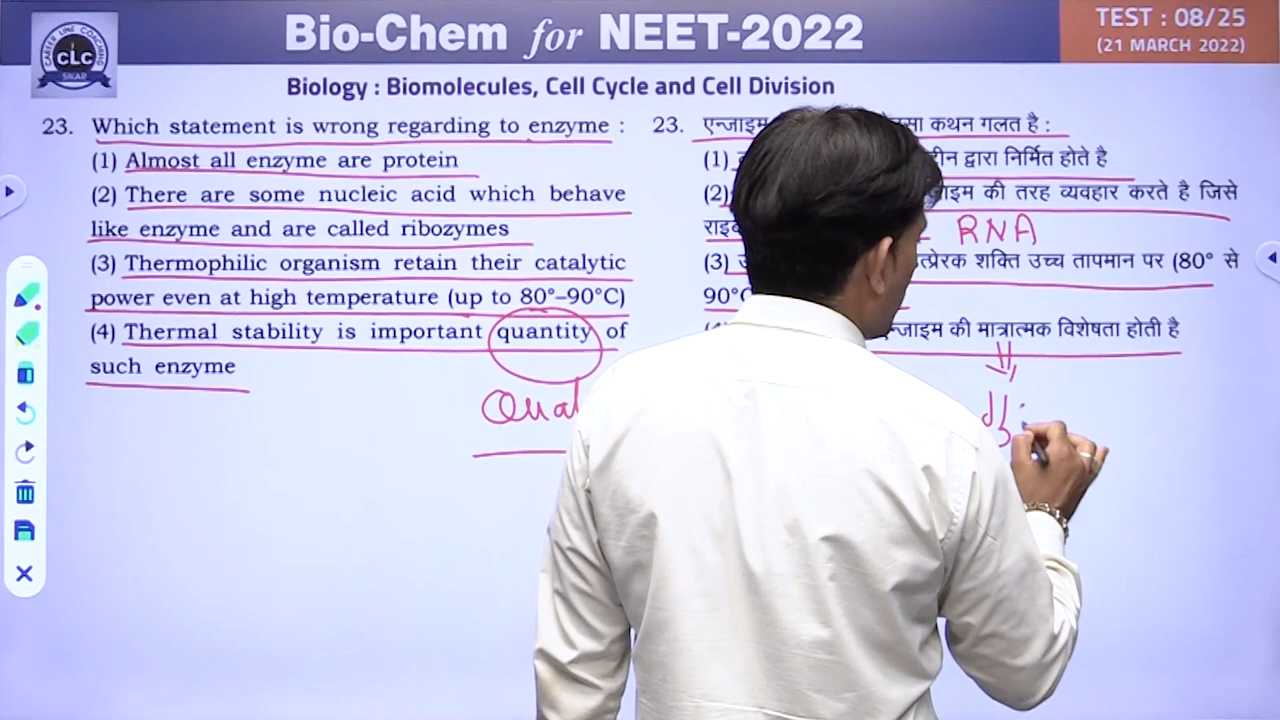 Bio-Chem for NEET-2022
TEST : 08/25
(21 MARCH 2022)
CAREER LINE COACHING
CLC
SIKAR
Biology : Biomolecules, Cell Cycle and Cell Division
23. Which statement is wrong regarding to enzyme :
(1) Almost all enzyme are protein
(2) There are some nucleic acid which behave
like enzyme and are called ribozymes
(3) Thermophilic organism retain their catalytic
power even at high temperature (up to 80°–90°C)
(4) Thermal stability is important quantity of
such enzyme
Qual
23. एन्जाइम कथन गलत है :
(1) द्वारा निर्मित होते है
(2) की तरह व्यवहार करते है जिसे
RNA
(3) शक्ति उच्च तापमान पर (80° से
90°C
की मात्रात्मक विशेषता होती है